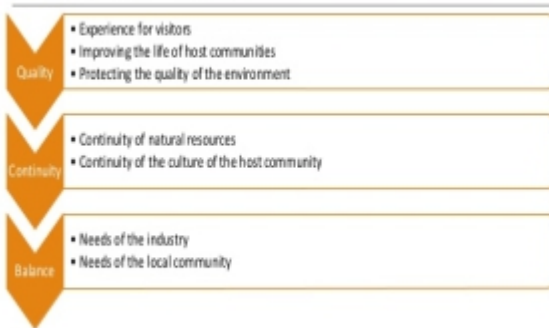 Quality
• Experience for visitors
• Improving the life of host communities
• Protecting the quality of the environment
Continuity
• Continuity of natural resources
• Continuity of the culture of the host community
Balance
• Needs of the industry
• Needs of the local community